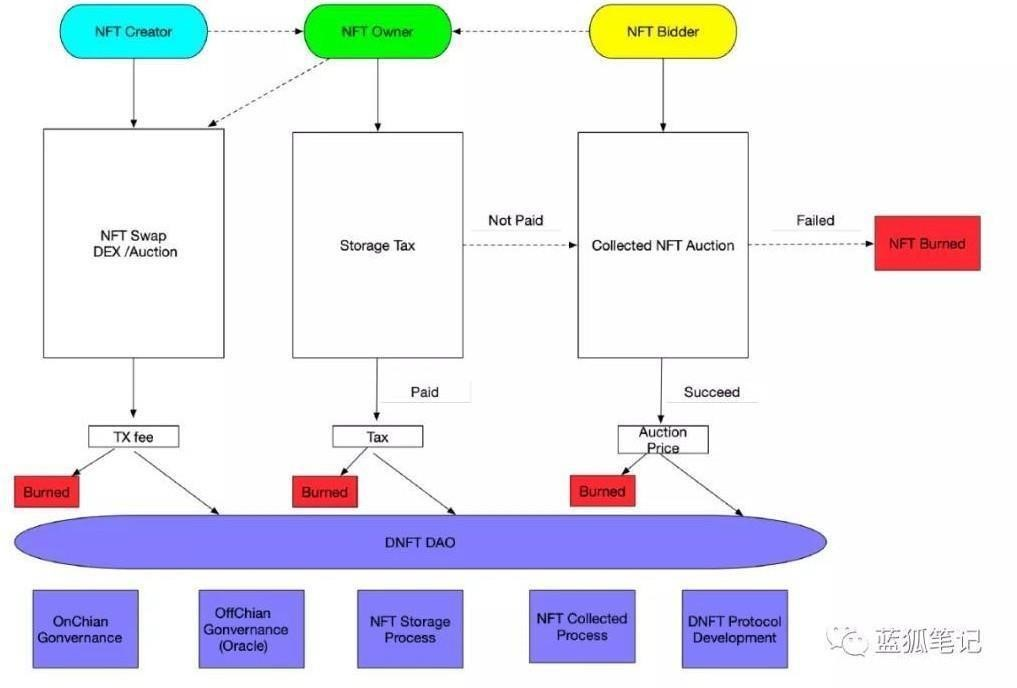 NFT Creator
NFT Owner
NFT Bidder
NFT Swap
DEX /Auction
Storage Tax
Not Paid
Collected NFT Auction
Failed
NFT Burned
Paid
Succeed
TX fee
Tax
Auction
Price
Burned
Burned
Burned
DNFT DAO
OnChian
Gonvernance
OffChian
Gonvernance
(Oracle)
NFT Storage
Process
NFT Collected
Process
DNFT Protocol
Development
蓝狐笔记